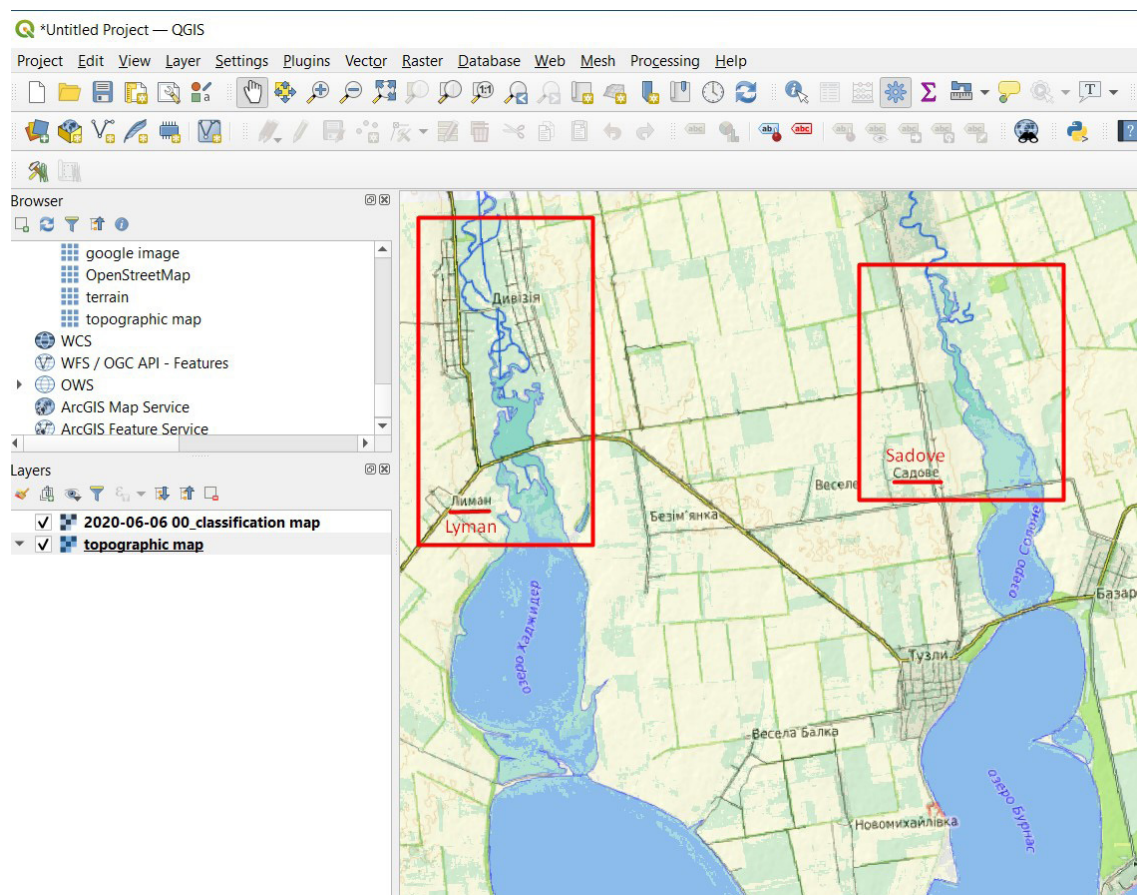 *Untitled Project — QGIS
Project Edit View Layer Settings Plugins Vector Raster Database Web Mesh Processing Help
Browser
google image
OpenStreetMap
terrain
topographic map
WCS
WFS / OGC API - Features
OWS
ArcGIS Map Service
ArcGIS Feature Service
Layers
2020-06-06 00_classification map
topographic map
Дивізія
Sadove
Садове
Веселе
Лиман
Lyman
Безім'янка
озеро Солоне
Базар
озеро Хаджидер
Тузли
Весела Балка
озеро Бурнас
Новомихайлівка